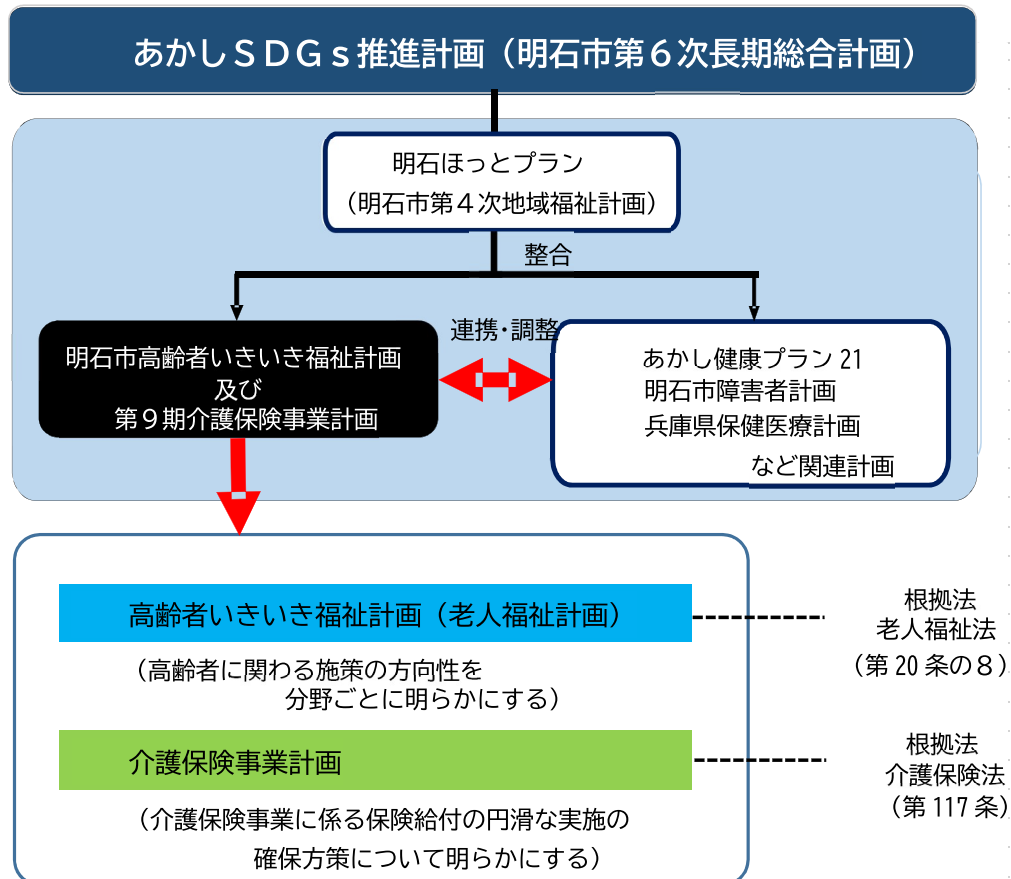 あかしＳＤＧｓ推進計画（明石市第６次長期総合計画）
明石ほっとプラン
（明石市第４次地域福祉計画）
整合
連携･調整
明石市高齢者いきいき福祉計画
及び
第９期介護保険事業計画
あかし健康プラン 21
明石市障害者計画
兵庫県保健医療計画
など関連計画
高齢者いきいき福祉計画（老人福祉計画）
（高齢者に関わる施策の方向性を
分野ごとに明らかにする）
根拠法
老人福祉法
（第 20 条の８）
介護保険事業計画
（介護保険事業に係る保険給付の円滑な実施の
確保方策について明らかにする）
根拠法
介護保険法
（第 117 条）